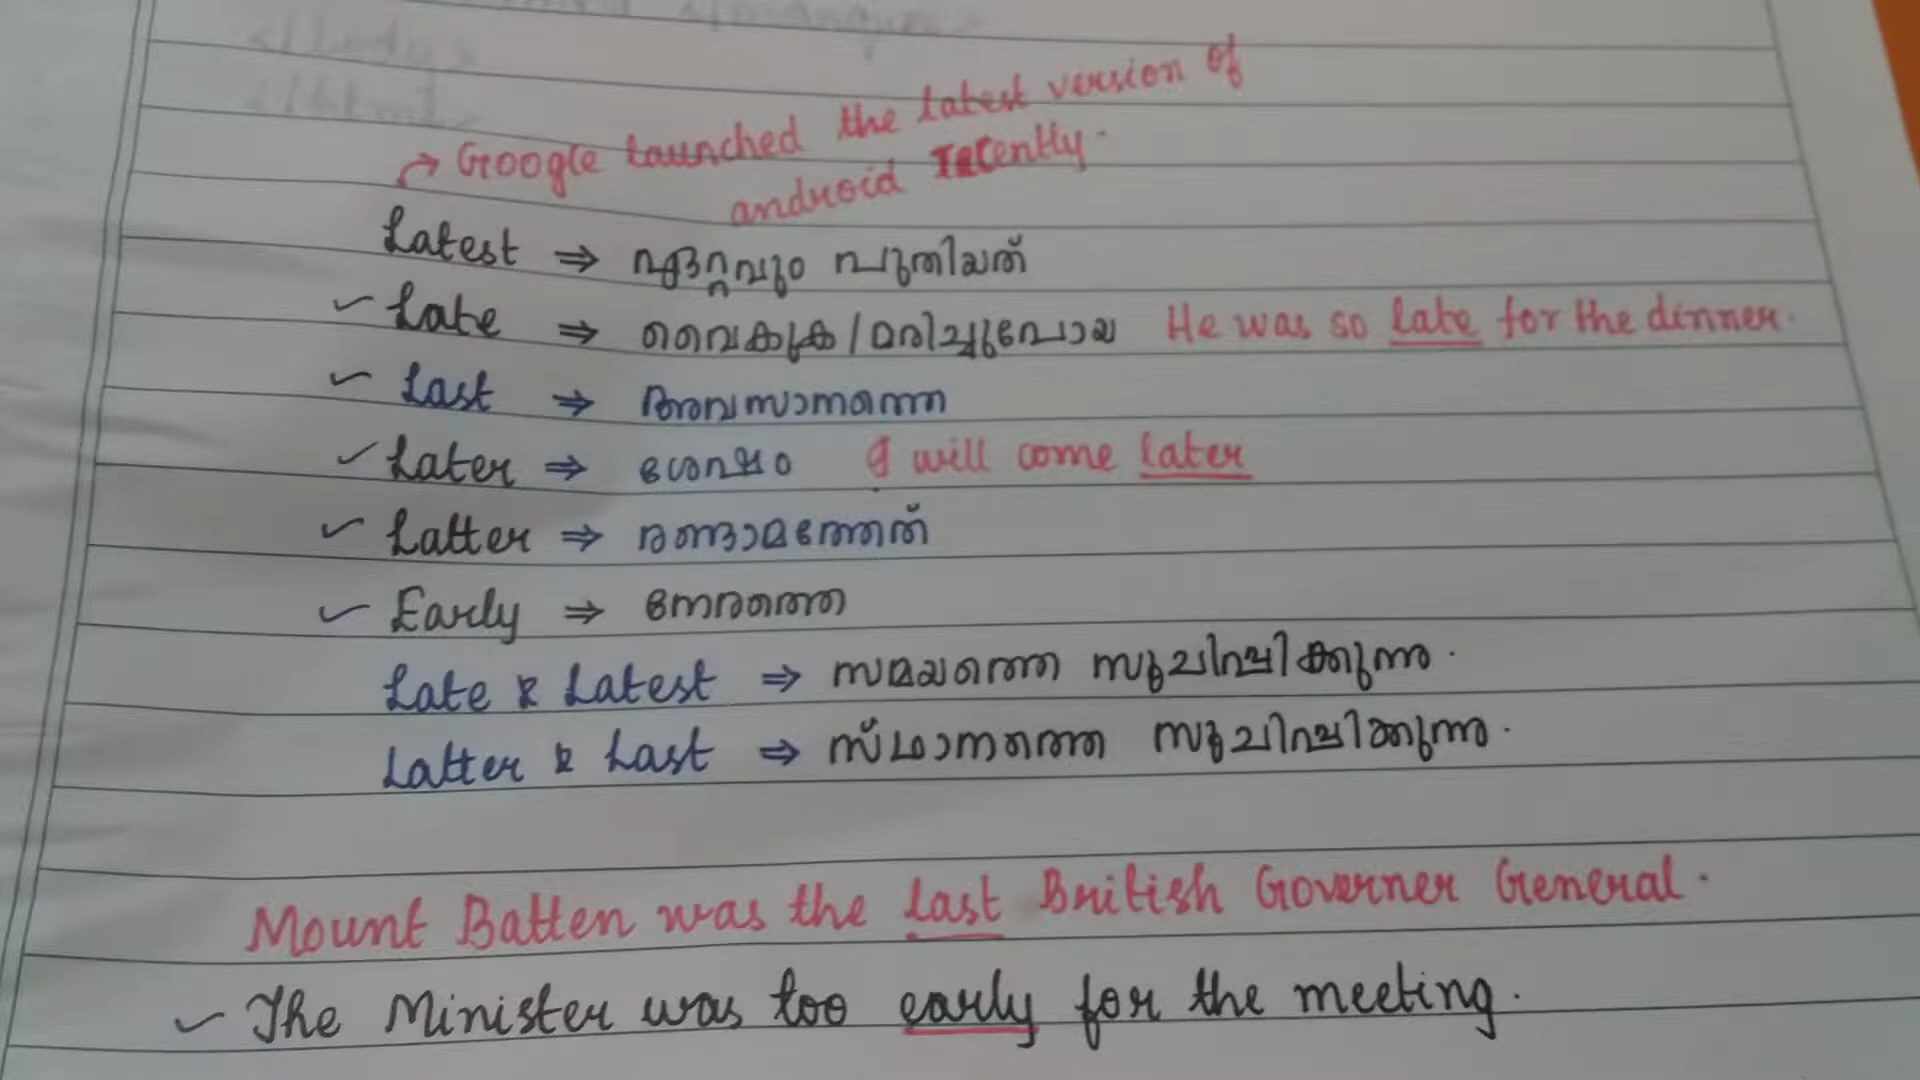 → Google launched the latest version of
android recently.
Latest ⇒ ഏറ്റവും പുതിയത്
✓ Late ⇒ വൈകുക/മരിച്ചുപോയ He was so late for the dinner.
✓ Last ⇒ അവസാനത്തെ
✓ Later ⇒ ശേഷം I will come later
✓ Latter ⇒ രണ്ടാമത്തേത്
✓ Early ⇒ നേരത്തെ
Late & Latest ⇒ സമയത്തെ സൂചിപ്പിക്കുന്നു.
Latter & Last ⇒ സ്ഥാനത്തെ സൂചിപ്പിക്കുന്നു.
Mount Batten was the last British Governer General.
✓ The Minister was too early for the meeting.